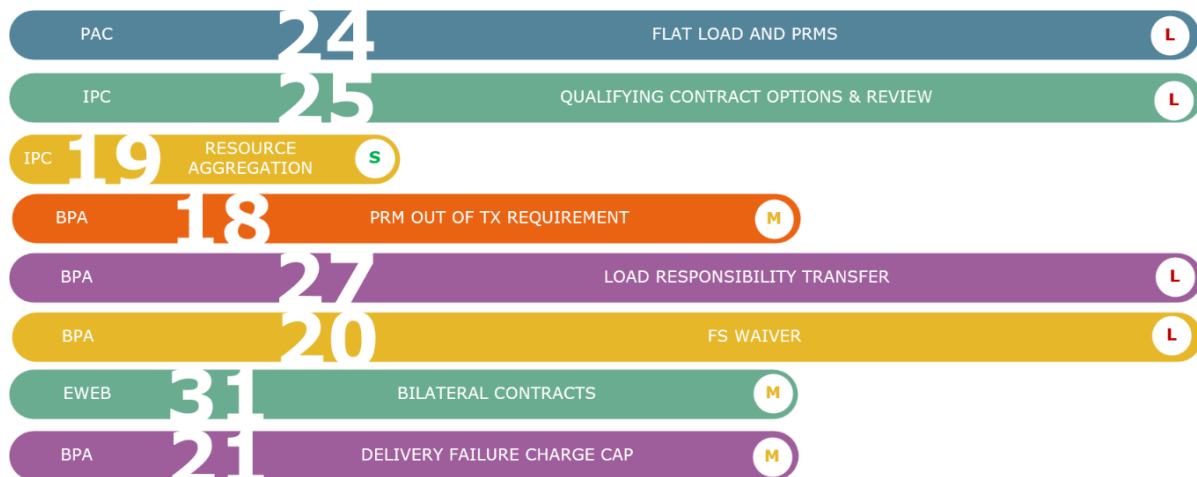 PAC 24 FLAT LOAD AND PRMS L
IPC 25 QUALIFYING CONTRACT OPTIONS & REVIEW L
IPC 19 RESOURCE
AGGREGATION S
BPA 18 PRM OUT OF TX REQUIREMENT M
BPA 27 LOAD RESPONSIBILITY TRANSFER L
BPA 20 FS WAIVER L
EWEB 31 BILATERAL CONTRACTS M
BPA 21 DELIVERY FAILURE CHARGE CAP M